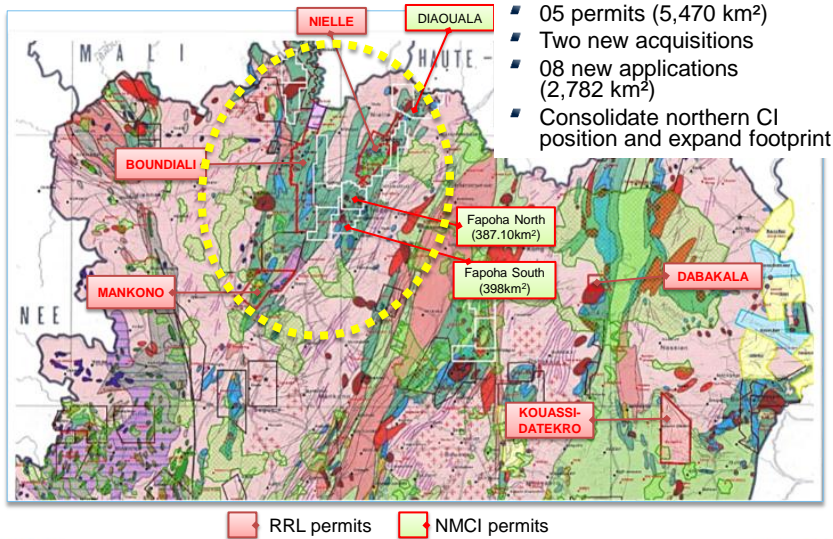 NIELLE
DIAOUALA
▪ 05 permits (5,470 km²)
▪ Two new acquisitions
▪ 08 new applications
(2,782 km²)
▪ Consolidate northern CI
position and expand footprint
MALI
HAUTE-
BOUNDIALI
Fapoha North
(387.10km²)
Fapoha South
(398km²)
DABAKALA
MANKONO
NEE
KOUASSI-
DATEKRO
RRL permits
NMCI permits